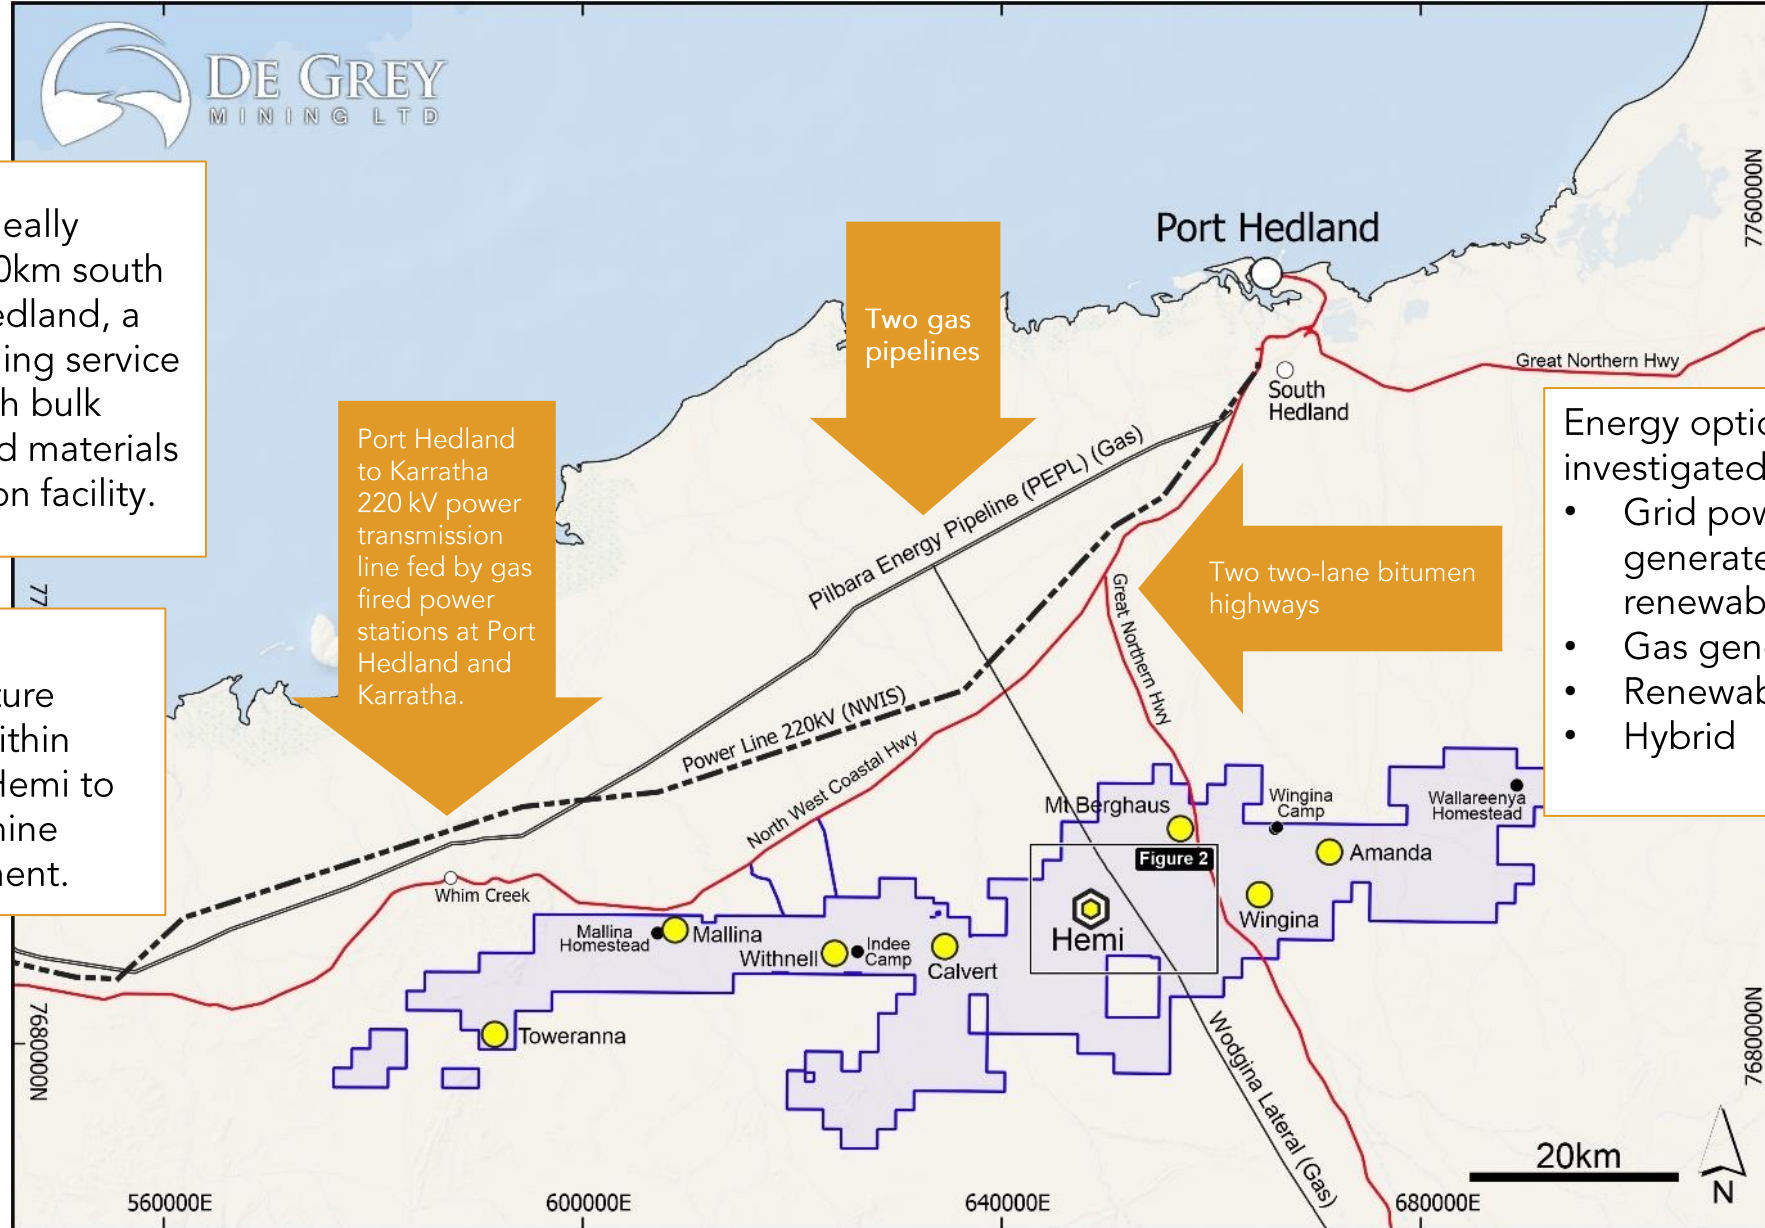 DE GREY
MINING LTD
eally
0km south
edland, a
ing service
h bulk
d materials
on facility.
ture
ithin
Hemi to
nine
nent.
Port Hedland
to Karratha
220 kV power
transmission
line fed by gas
fired power
stations at Port
Hedland and
Karratha.
Two gas
pipelines
Port Hedland
South
Hedland
Great Northern Hwy
7760000N
Energy optio
investigated
• Grid pow
generate
renewab
• Gas gen
• Renewab
• Hybrid
Two two-lane bitumen
highways
Pilbara Energy Pipeline (PEPL) (Gas)
Great Northern Hwy
Power Line 220kV (NWIS)
North West Coastal Hwy
77
Whim Creek
Mt Berghaus
Wingina
Camp
Wallareenya
Homestead
Figure 2
Amanda
Wingina
Hemi
Mallina
Homestead
Mallina
Withnell
Indee
Camp
Calvert
Toweranna
Wodgina Lateral (Gas)
7680000N
7680000N
20km
N
560000E
600000E
640000E
680000E